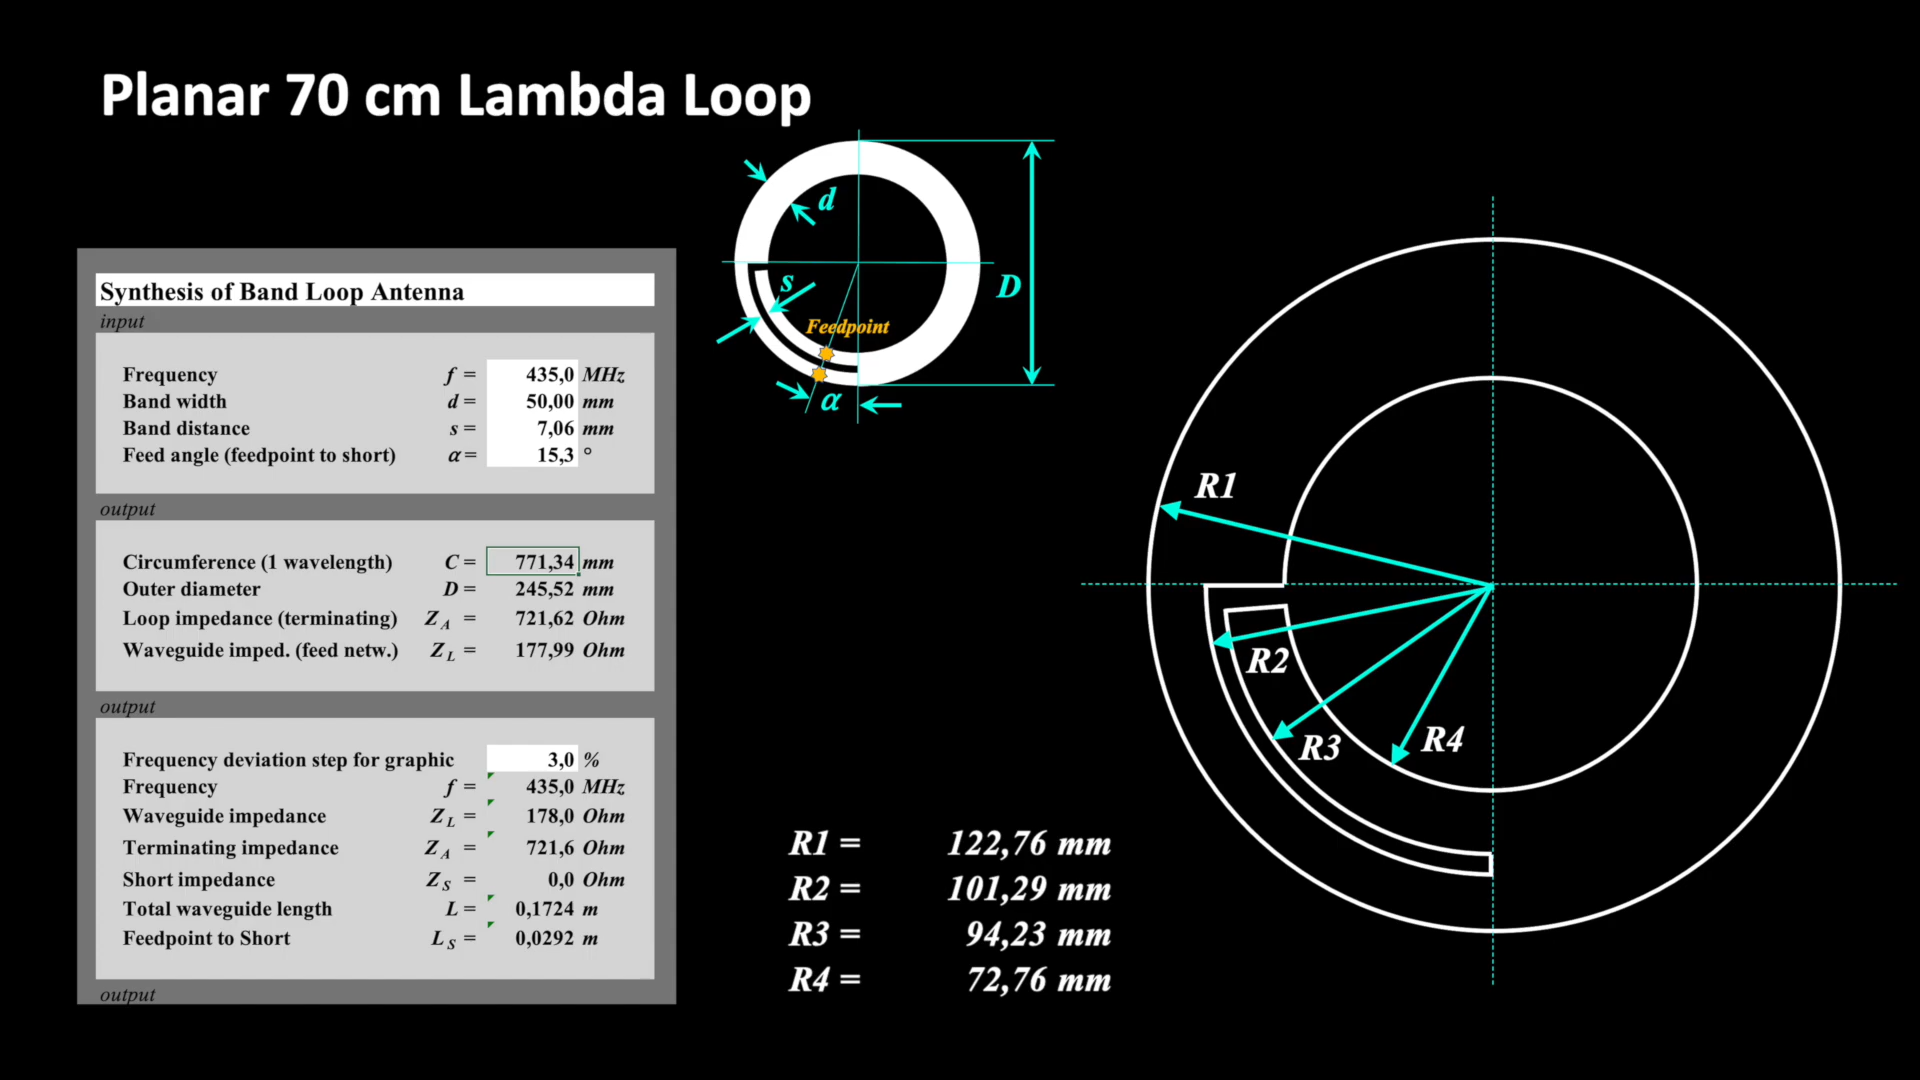 Planar 70 cm Lambda Loop
d
D
s
Feedpoint
α
Synthesis of Band Loop Antenna
input
Frequency f = 435,0 MHz
Band width d = 50,00 mm
Band distance s = 7,06 mm
Feed angle (feedpoint to short) α = 15,3 °
output
Circumference (1 wavelength) C = 771,34 mm
Outer diameter D = 245,52 mm
Loop impedance (terminating) ZA = 721,62 Ohm
Waveguide imped. (feed netw.) ZL = 177,99 Ohm
output
Frequency deviation step for graphic 3,0 %
Frequency f = 435,0 MHz
Waveguide impedance ZL = 178,0 Ohm
Terminating impedance ZA = 721,6 Ohm
Short impedance ZS = 0,0 Ohm
Total waveguide length L = 0,1724 m
Feedpoint to Short LS = 0,0292 m
output
R1 = 122,76 mm
R2 = 101,29 mm
R3 = 94,23 mm
R4 = 72,76 mm
R1
R2
R3
R4